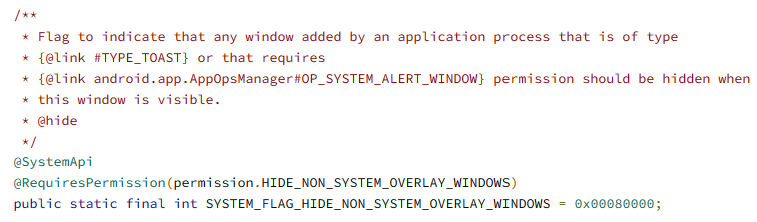 /**
* Flag to indicate that any window added by an application process that is of type
* {@link #TYPE_TOAST} or that requires
* {@link android.app.AppOpsManager#OP_SYSTEM_ALERT_WINDOW} permission should be hidden when
* this window is visible.
* @hide
*/
@SystemApi
@RequiresPermission(permission.HIDE_NON_SYSTEM_OVERLAY_WINDOWS)
public static final int SYSTEM_FLAG_HIDE_NON_SYSTEM_OVERLAY_WINDOWS = 0x00080000;